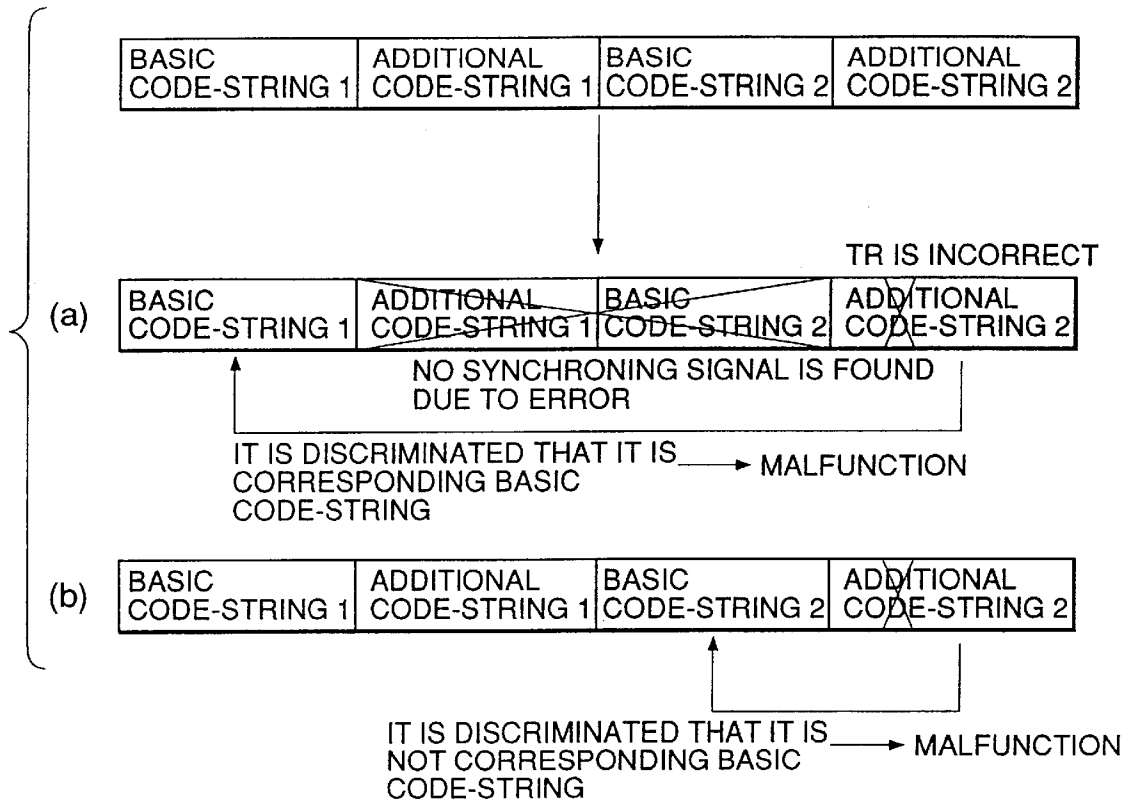 BASIC CODE-STRING 1 ADDITIONAL CODE-STRING 1 BASIC CODE-STRING 2 ADDITIONAL CODE-STRING 2
TR IS INCORRECT
(a)
BASIC CODE-STRING 1 ADDITIONAL CODE-STRING 1 BASIC CODE-STRING 2 ADDITIONAL CODE-STRING 2
NO SYNCHRONING SIGNAL IS FOUND
DUE TO ERROR
IT IS DISCRIMINATED THAT IT IS
CORRESPONDING BASIC
CODE-STRING
MALFUNCTION
(b)
BASIC CODE-STRING 1 ADDITIONAL CODE-STRING 1 BASIC CODE-STRING 2 ADDITIONAL CODE-STRING 2
IT IS DISCRIMINATED THAT IT IS
NOT CORRESPONDING BASIC
CODE-STRING
MALFUNCTION